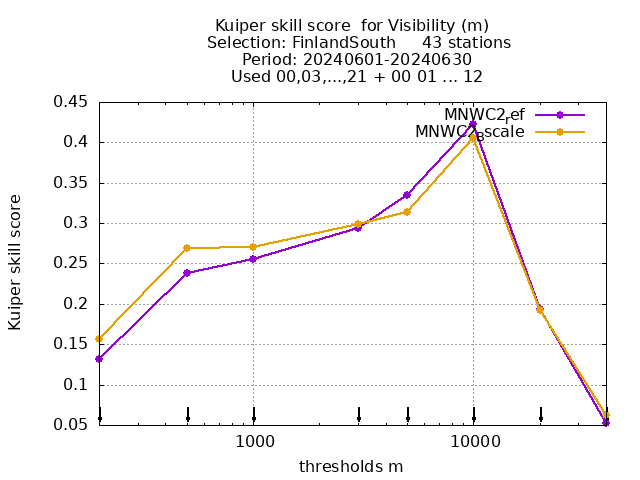 Kuiper skill score  for Visibility (m)
Selection: FinlandSouth     43 stations
Period: 20240601-20240630
Used 00,03,...,21 + 00 01 ... 12
MNWC2ref
MNWC2Bscale
Kuiper skill score
0.45
0.4
0.35
0.3
0.25
0.2
0.15
0.1
0.05
1000
10000
thresholds m